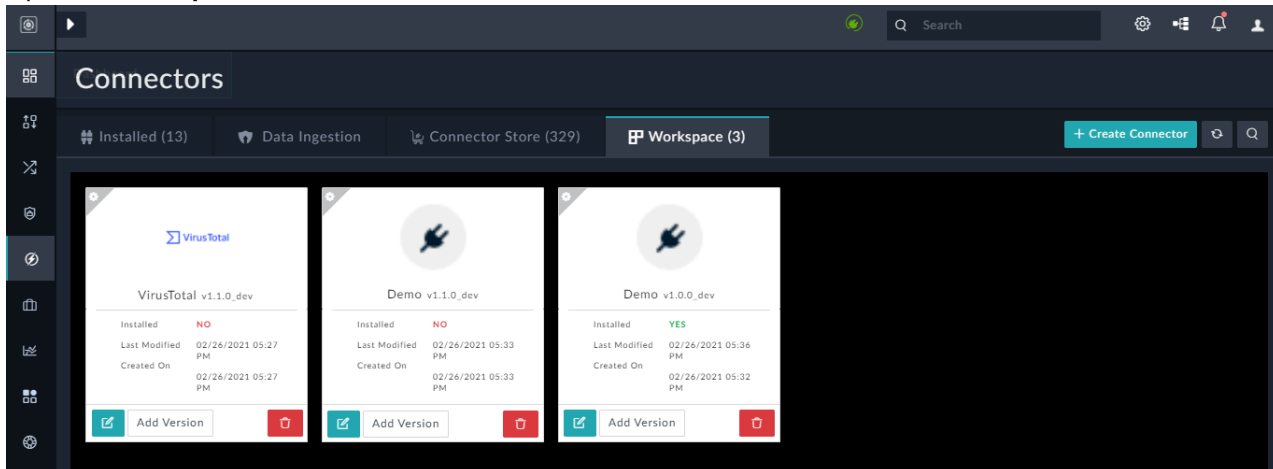 Search
Connectors
Installed (13)
Data Ingestion
Connector Store (329)
Workspace (3)
+ Create Connector
VirusTotal
VirusTotal v1.1.0_dev
Installed NO
Last Modified 02/26/2021 05:27
PM
Created On
02/26/2021 05:27
PM
Add Version
Demo v1.1.0_dev
Installed NO
Last Modified 02/26/2021 05:33
PM
Created On
02/26/2021 05:33
PM
Add Version
Demo v1.0.0_dev
Installed YES
Last Modified 02/26/2021 05:36
PM
Created On
02/26/2021 05:32
PM
Add Version